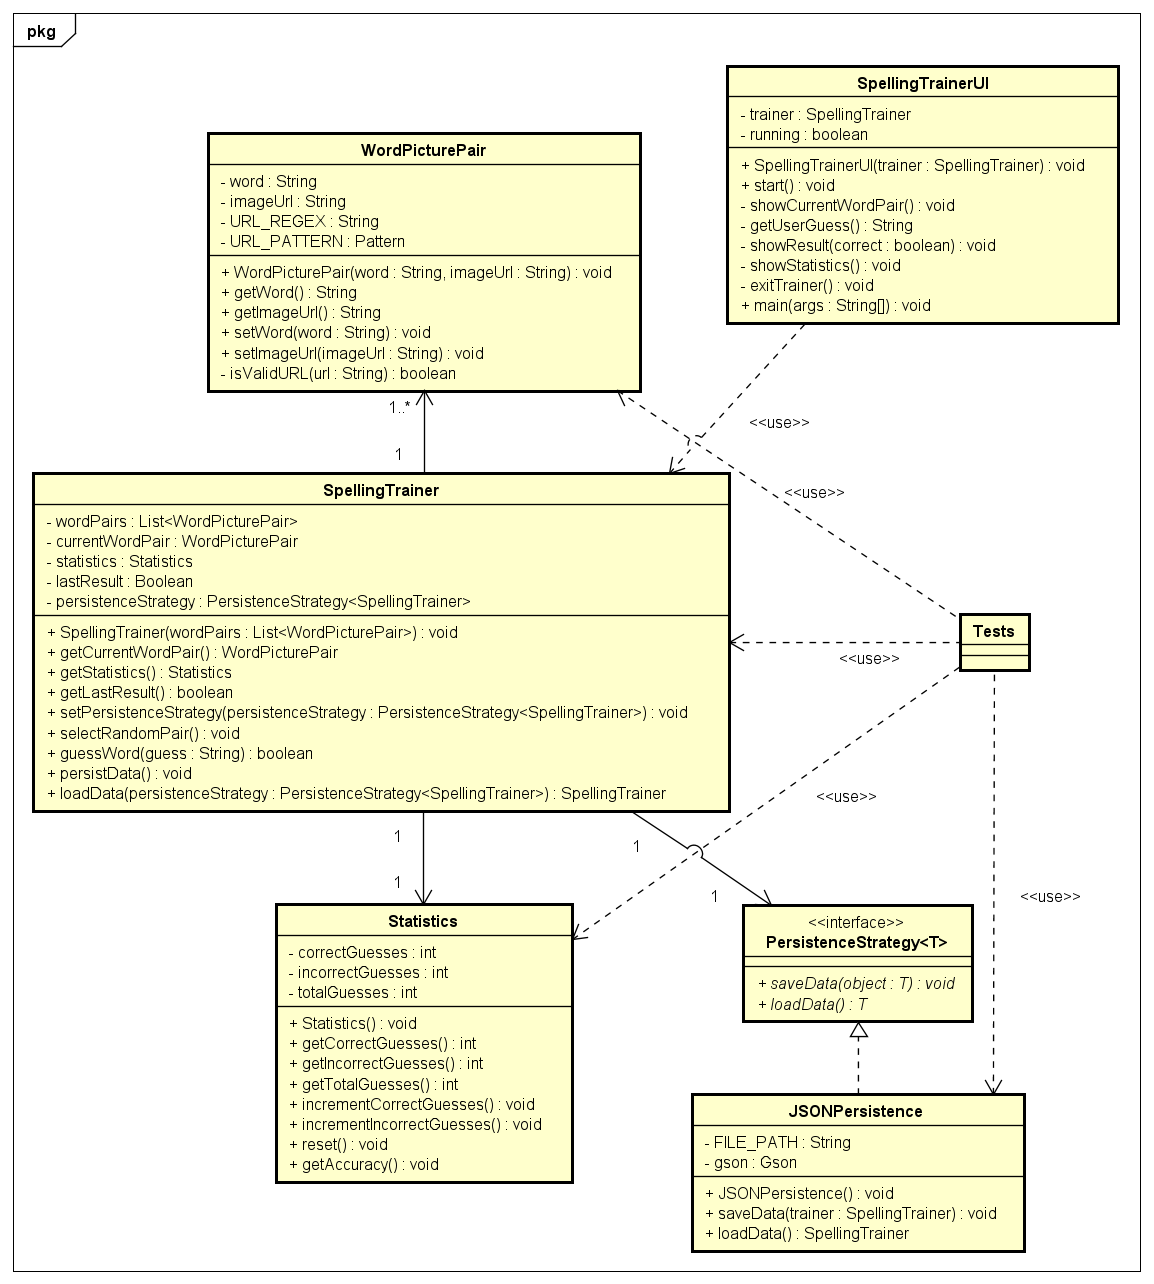 pkg
SpellingTrainerUI
- trainer : SpellingTrainer
- running : boolean
+ SpellingTrainerUI(trainer : SpellingTrainer) : void
+ start() : void
- showCurrentWordPair() : void
- getUserGuess() : String
- showResult(correct : boolean) : void
- showStatistics() : void
- exitTrainer() : void
+ main(args : String[]) : void
WordPicturePair
- word : String
- imageUrl : String
- URL_REGEX : String
- URL_PATTERN : Pattern
+ WordPicturePair(word : String, imageUrl : String) : void
+ getWord() : String
+ getImageUrl() : String
+ setWord(word : String) : void
+ setImageUrl(imageUrl : String) : void
- isValidURL(url : String) : boolean
1..*
<<use>>
1
<<use>>
SpellingTrainer
- wordPairs : List<WordPicturePair>
- currentWordPair : WordPicturePair
- statistics : Statistics
- lastResult : Boolean
- persistenceStrategy : PersistenceStrategy<SpellingTrainer>
+ SpellingTrainer(wordPairs : List<WordPicturePair>) : void
+ getCurrentWordPair() : WordPicturePair
+ getStatistics() : Statistics
+ getLastResult() : boolean
+ setPersistenceStrategy(persistenceStrategy : PersistenceStrategy<SpellingTrainer>) : void
+ selectRandomPair() : void
+ guessWord(guess : String) : boolean
+ persistData() : void
+ loadData(persistenceStrategy : PersistenceStrategy<SpellingTrainer>) : SpellingTrainer
Tests
<<use>>
<<use>>
1
1
1
1
<<use>>
Statistics
- correctGuesses : int
- incorrectGuesses : int
- totalGuesses : int
+ Statistics() : void
+ getCorrectGuesses() : int
+ getIncorrectGuesses() : int
+ getTotalGuesses() : int
+ incrementCorrectGuesses() : void
+ incrementIncorrectGuesses() : void
+ reset() : void
+ getAccuracy() : void
<<interface>>
PersistenceStrategy<T>
+ saveData(object : T) : void
+ loadData() : T
JSONPersistence
- FILE_PATH : String
- gson : Gson
+ JSONPersistence() : void
+ saveData(trainer : SpellingTrainer) : void
+ loadData() : SpellingTrainer